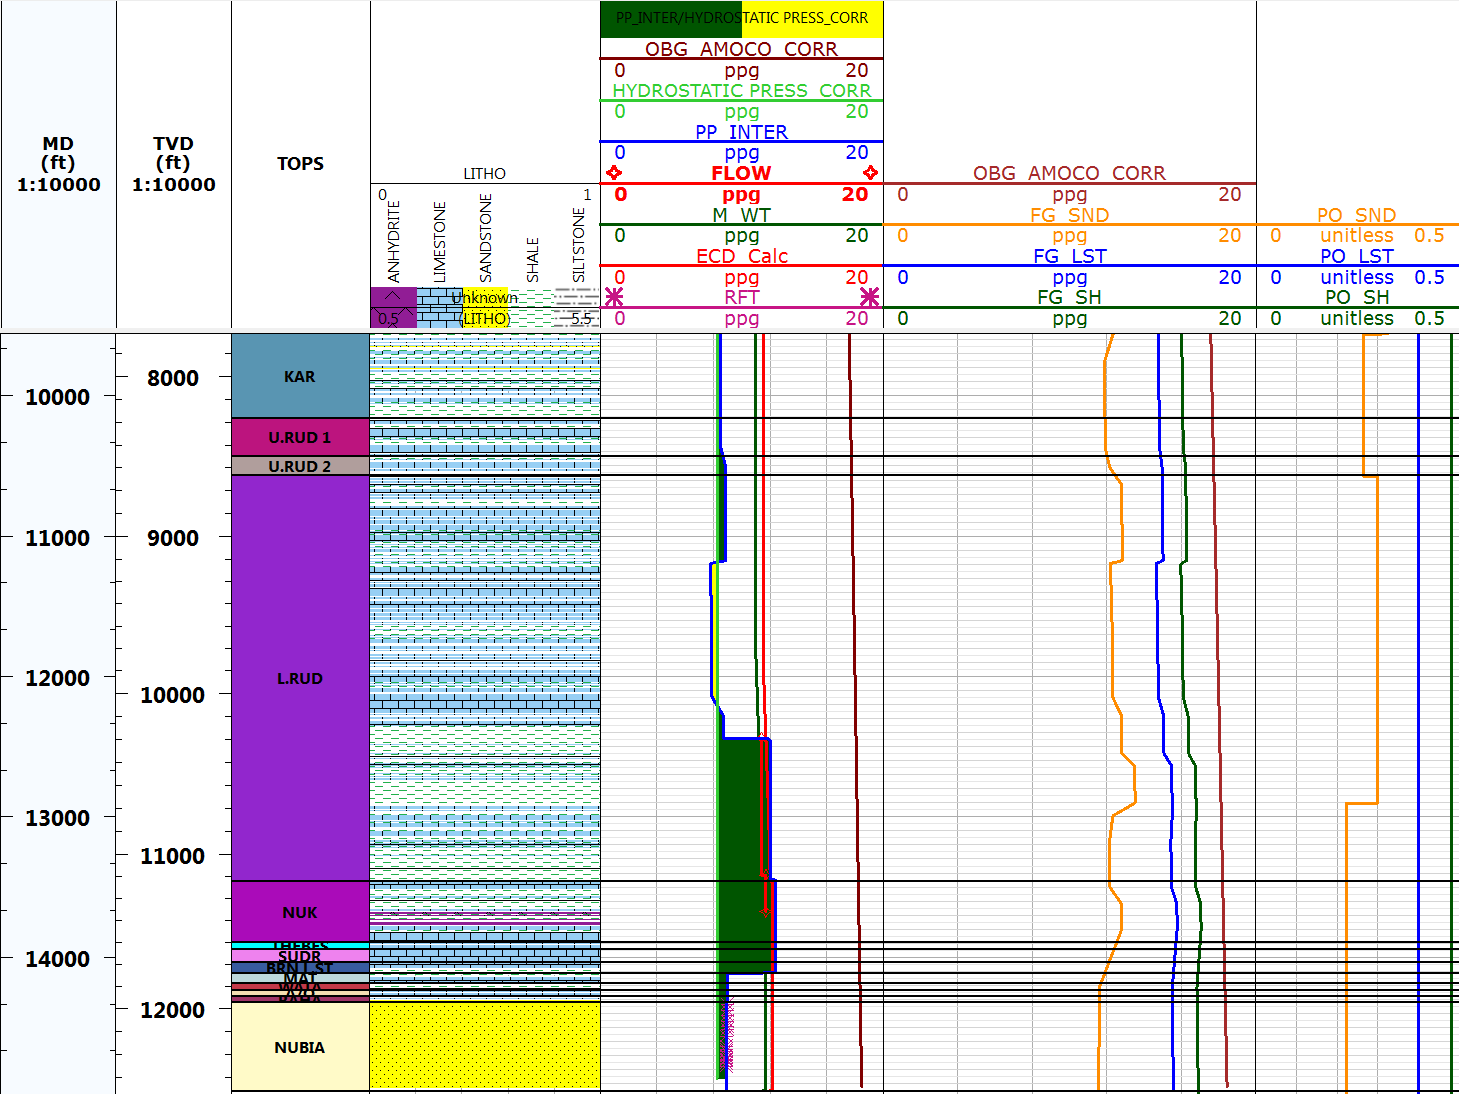 PP_INTER/HYDROSTATIC PRESS_CORR
OBG_AMOCO_CORR
0 ppg 20
HYDROSTATIC PRESS_CORR
0 ppg 20
PP_INTER
0 ppg 20
FLOW
0 ppg 20
M_WT
0 ppg 20
ECD_Calc
0 ppg 20
RFT
0 ppg 20
MD
(ft)
1:10000
TVD
(ft)
1:10000
TOPS
LITHO
0 1
ANHYDRITE
LIMESTONE
SANDSTONE
SHALE
SILTSTONE
Unknown
0.5 (LITHO) 5.5
OBG_AMOCO_CORR
0 ppg 20
FG_SND
0 ppg 20
FG_LST
0 ppg 20
FG_SH
0 ppg 20
PO_SND
0 unitless 0.5
PO_LST
0 unitless 0.5
PO_SH
0 unitless 0.5
10000
11000
12000
13000
14000
8000
9000
10000
11000
12000
KAR
U.RUD 1
U.RUD 2
L.RUD
NUK
THEBES
SUDR
BRN LST
MAT
NUBIA